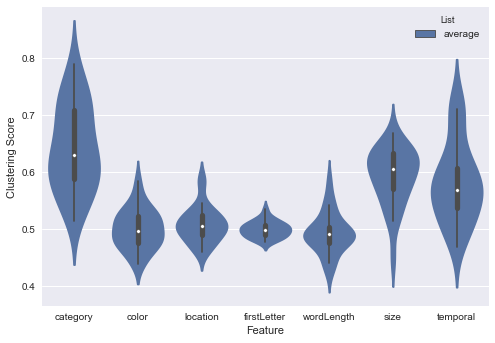 List
average
Clustering Score
0.8
0.7
0.6
0.5
0.4
category color location firstLetter wordLength size temporal
Feature